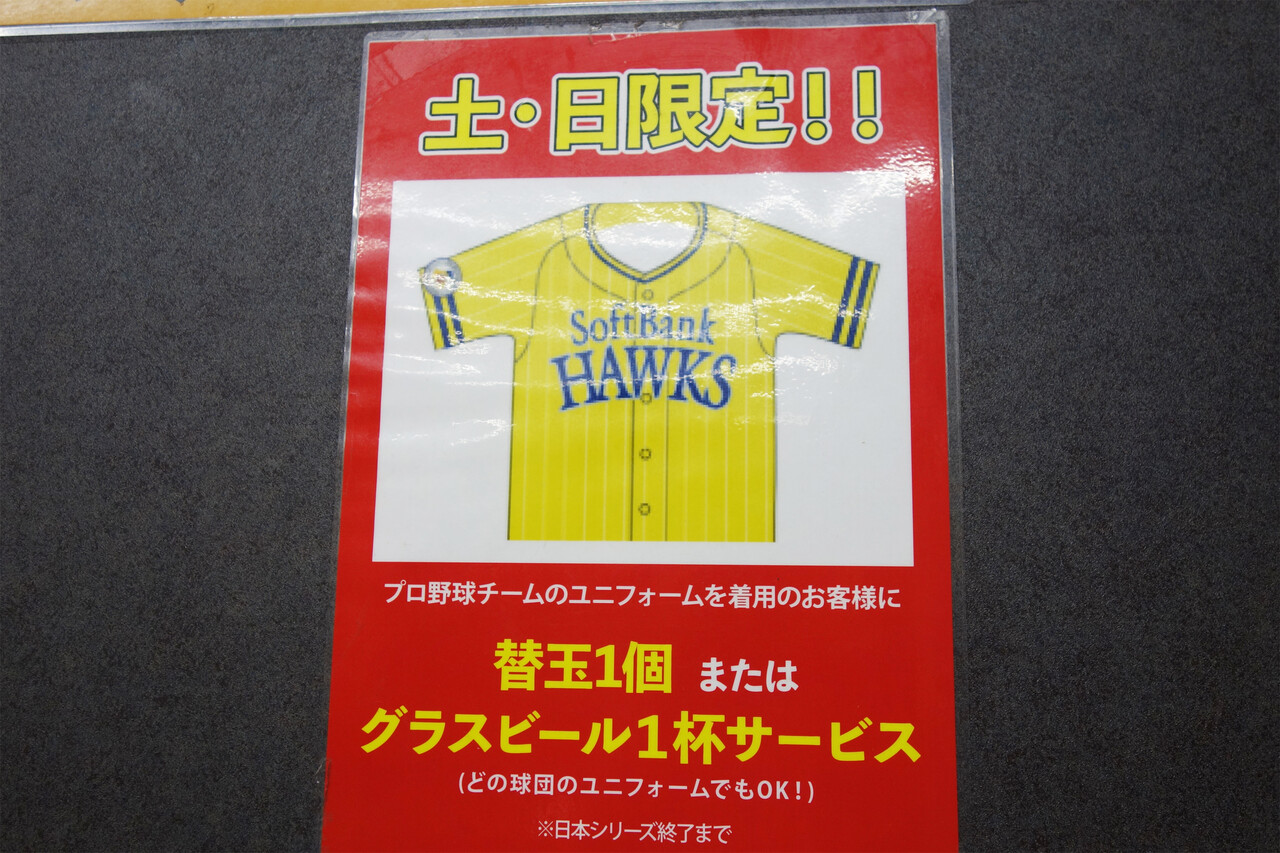 土・日限定!!
SoftBank
HAWKS
プロ野球チームのユニフォームを着用のお客様に
替玉1個 または
グラスビール1杯サービス
(どの球団のユニフォームでもOK!)
※日本シリーズ終了まで